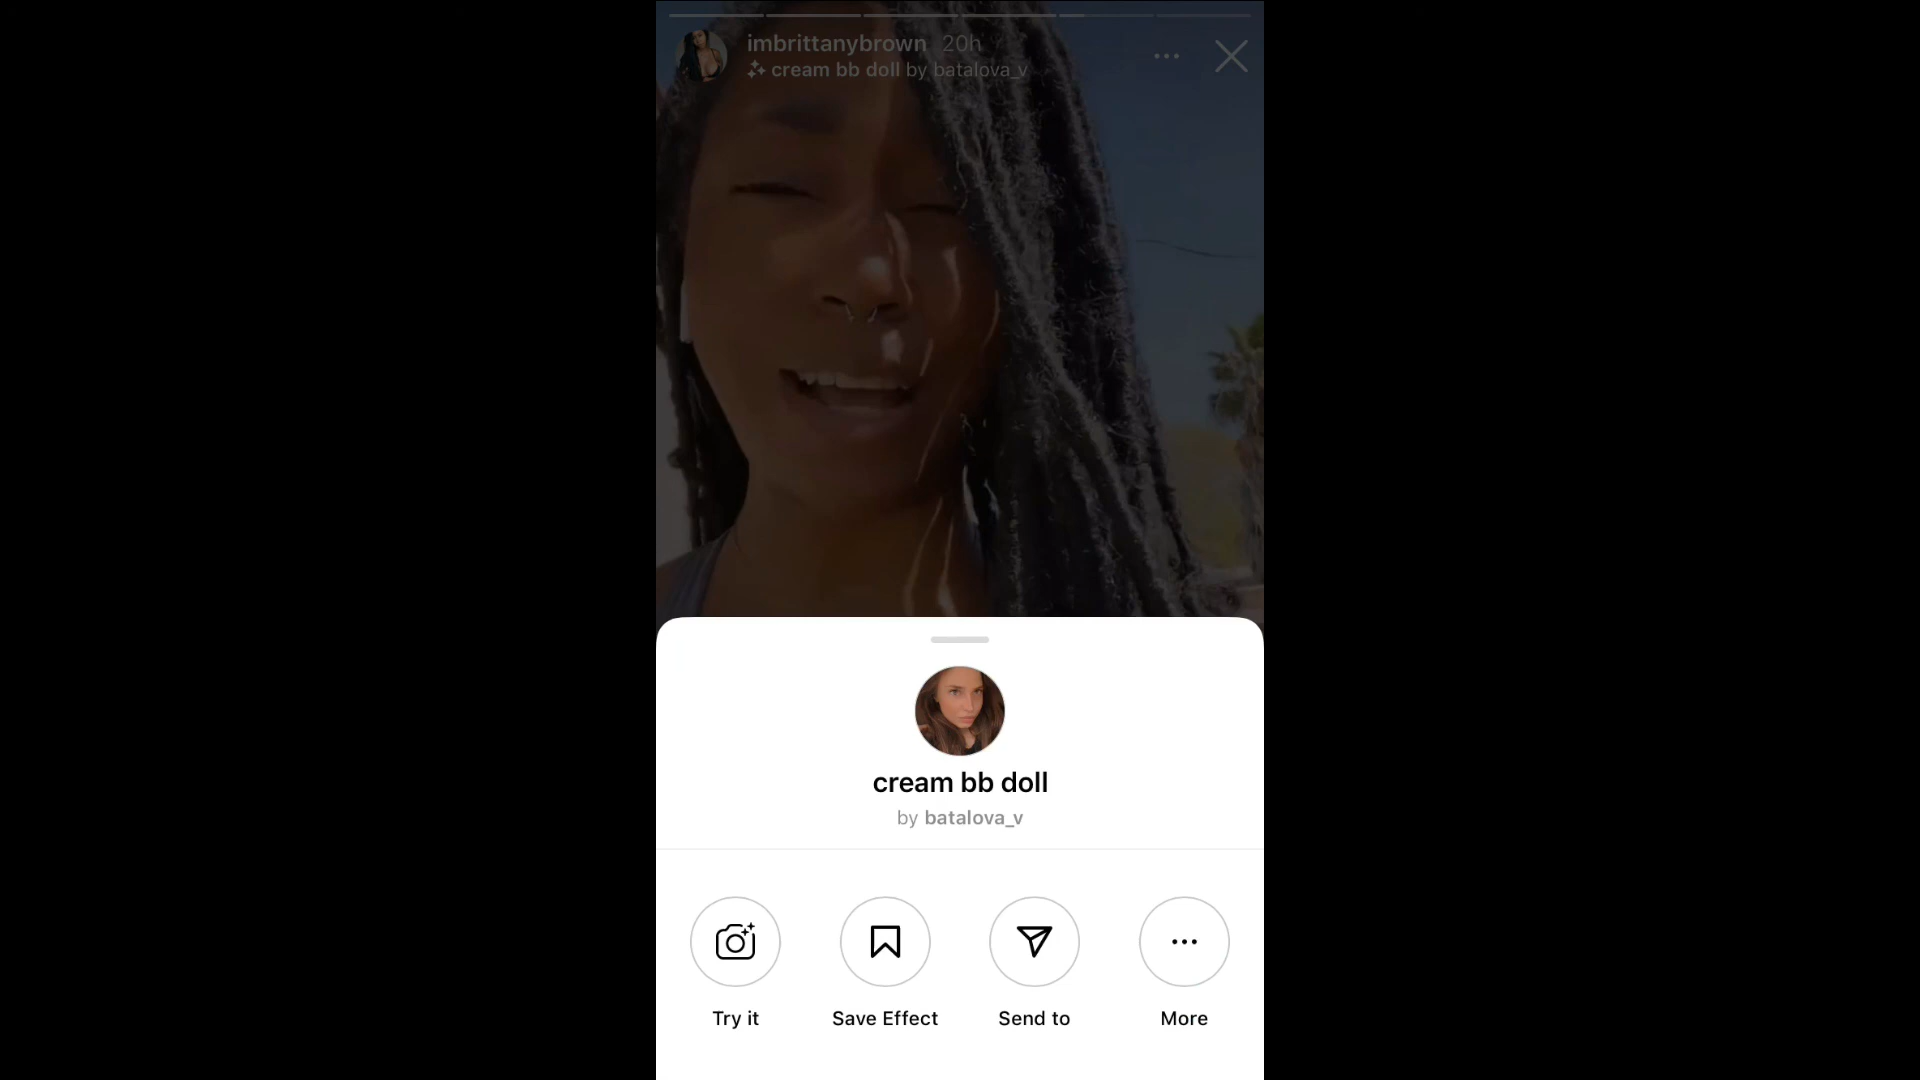 imbrittanybrown 20h
cream bb doll by batalova_v
cream bb doll
by batalova_v
Try it
Save Effect
Send to
More